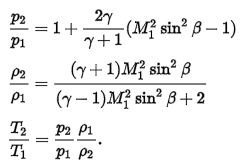 \frac{p_2}{p_1} = 1 + \frac{2\gamma}{\gamma+1}(M_1^2 \sin^2 \beta - 1)
\frac{\rho_2}{\rho_1} = \frac{(\gamma+1)M_1^2 \sin^2 \beta}{(\gamma-1)M_1^2 \sin^2 \beta + 2}
\frac{T_2}{T_1} = \frac{p_2}{p_1} \frac{\rho_1}{\rho_2}.